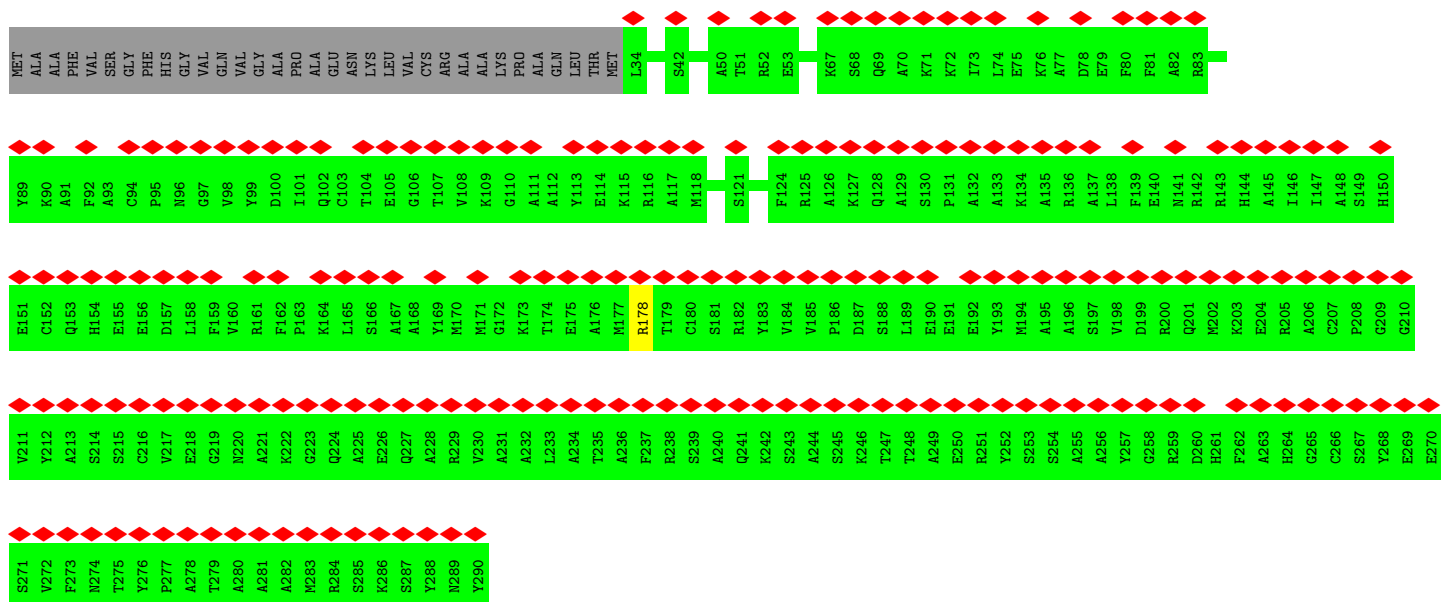 MET ALA ALA PHE VAL SER GLY PHE HIS GLY VAL GLN VAL GLY ALA PRO ALA GLU ASN LYS LEU VAL CYS ARG ALA ALA LYS PRO ALA GLN LEU THR MET L34 S42 A50 T51 R52 E53 K67 S68 Q69 A70 K71 K72 I73 L74 E75 K76 A77 D78 E79 F80 F81 A82 R83
Y89 K90 A91 F92 A93 C94 P95 N96 G97 V98 Y99 D100 I101 Q102 C103 T104 E105 G106 T107 V108 K109 G110 A111 A112 Y113 E114 K115 R116 A117 M118 S121 F124 R125 A126 K127 Q128 A129 S130 P131 A132 A133 K134 A135 R136 A137 L138 F139 E140 N141 R142 R143 H144 A145 I146 I147 A148 S149 H150
E151 C152 Q153 H154 E155 E156 D157 L158 F159 V160 R161 F162 P163 K164 L165 S166 A167 A168 Y169 M170 M171 G172 K173 T174 E175 A176 M177 R178 T179 C180 S181 R182 Y183 V184 V185 P186 D187 S188 L189 E190 E191 E192 Y193 M194 A195 A196 S197 V198 D199 R200 Q201 M202 K203 E204 R205 A206 C207 P208 G209 G210
V211 Y212 A213 S214 S215 C216 V217 E218 G219 N220 A221 K222 G223 Q224 A225 E226 Q227 A228 R229 V230 A231 A232 L233 A234 T235 A236 F237 R238 S239 A240 Q241 K242 S243 A244 S245 K246 T247 T248 A249 E250 R251 Y252 S253 S254 A255 A256 Y257 G258 R259 D260 H261 F262 A263 H264 G265 C266 S267 Y268 E269 E270
S271 V272 F273 N274 T275 Y276 P277 A278 T279 A280 A281 A282 M283 R284 S285 K286 S287 Y288 N289 Y290